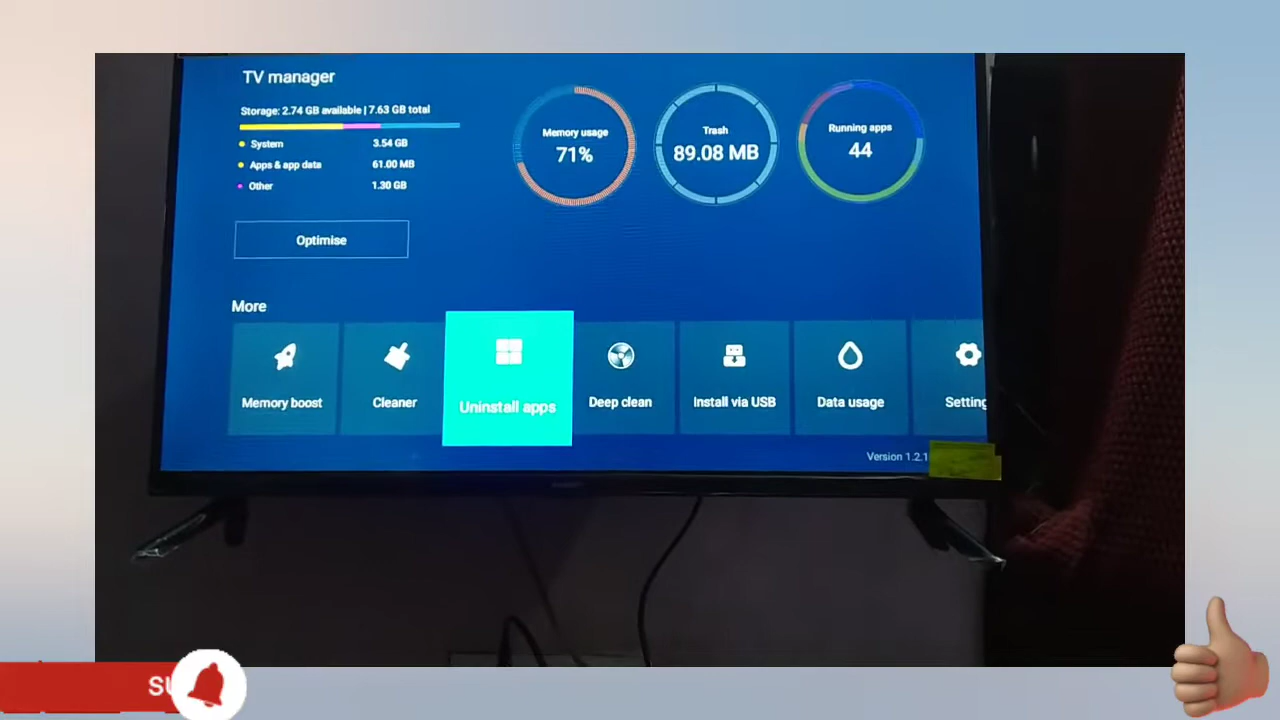 TV manager
Storage: 2.74 GB available | 7.63 GB total
System 3.54 GB
Apps & app data 61.00 MB
Other 1.30 GB
Memory usage
71%
Trash
89.08 MB
Running apps
44
Optimise
More
Memory boost
Cleaner
Uninstall apps
Deep clean
Install via USB
Data usage
Setting
Version 1.2.1
SU